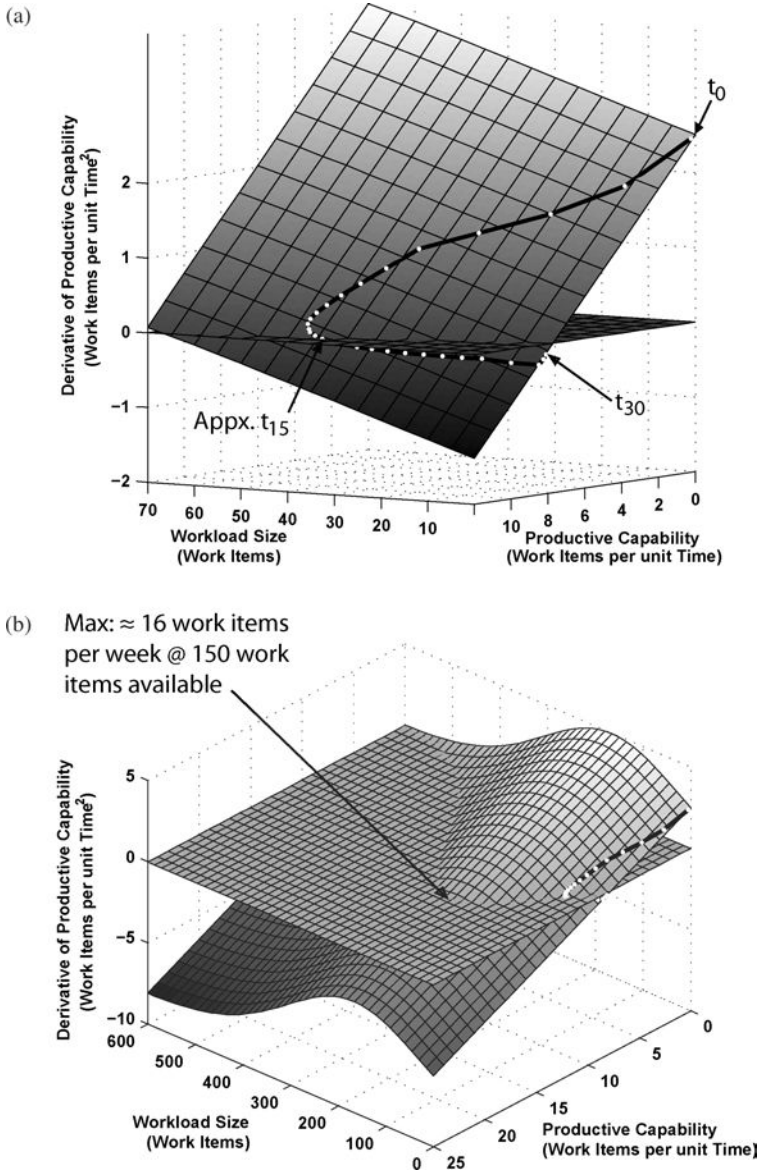 (a)
t0
2
1
0
−1
−2
Derivative of Productive Capability
(Work Items per unit Time²)
Appx. t15
t30
70 60 50 40 30 20 10
10 8 6 4 2 0
Workload Size
(Work Items)
Productive Capability
(Work Items per unit Time)
(b)
Max: ≈ 16 work items
per week @ 150 work
items available
5
0
−5
−10
Derivative of Productive Capability
(Work Items per unit Time²)
600 500 400 300 200 100 0
25 20 15 10 5 0
Workload Size
(Work Items)
Productive Capability
(Work Items per unit Time)